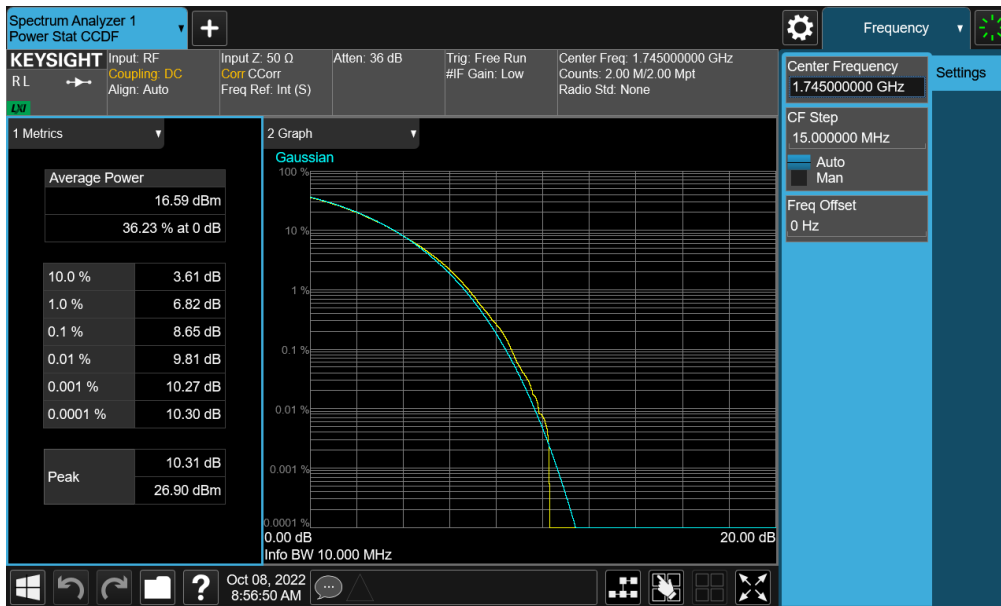 Spectrum Analyzer 1
Power Stat CCDF
Frequency
KEYSIGHT
R L
LXI
Input: RF
Coupling: DC
Align: Auto
Input Z: 50 Ω
Corr CCorr
Freq Ref: Int (S)
Atten: 36 dB
Trig: Free Run
#IF Gain: Low
Center Freq: 1.745000000 GHz
Counts: 2.00 M/2.00 Mpt
Radio Std: None
Center Frequency
1.745000000 GHz
Settings
CF Step
15.000000 MHz
Auto
Man
Freq Offset
0 Hz
1 Metrics
Average Power
16.59 dBm
36.23 % at 0 dB
10.0 % 3.61 dB
1.0 % 6.82 dB
0.1 % 8.65 dB
0.01 % 9.81 dB
0.001 % 10.27 dB
0.0001 % 10.30 dB
Peak
10.31 dB
26.90 dBm
2 Graph
Gaussian
100 %
10 %
1 %
0.1 %
0.01 %
0.001 %
0.0001 %
0.00 dB 20.00 dB
Info BW 10.000 MHz
?
Oct 08, 2022
8:56:50 AM